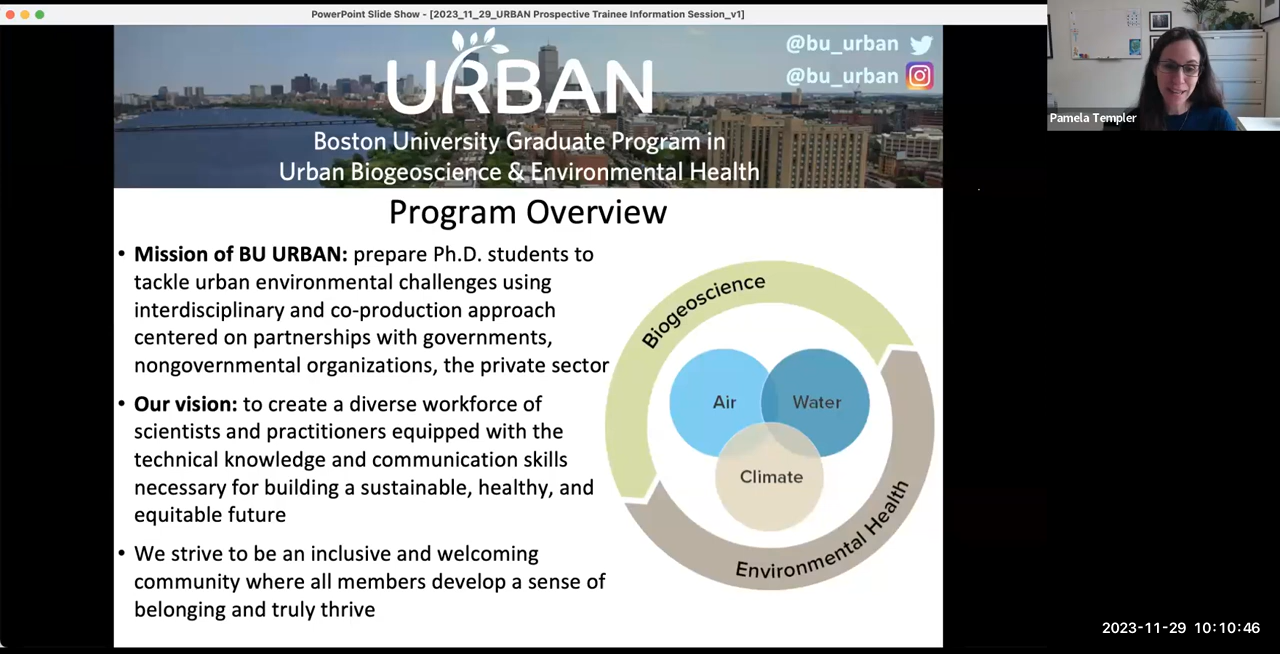 PowerPoint Slide Show - [2023_11_29_URBAN Prospective Trainee Information Session_v1]
URBAN
@bu_urban
@bu_urban
Boston University Graduate Program in
Urban Biogeoscience & Environmental Health
Pamela Templer
Program Overview
• Mission of BU URBAN: prepare Ph.D. students to
tackle urban environmental challenges using
interdisciplinary and co-production approach
centered on partnerships with governments,
nongovernmental organizations, the private sector
• Our vision: to create a diverse workforce of
scientists and practitioners equipped with the
technical knowledge and communication skills
necessary for building a sustainable, healthy, and
equitable future
• We strive to be an inclusive and welcoming
community where all members develop a sense of
belonging and truly thrive
Biogeoscience
Air
Water
Climate
Environmental Health
2023-11-29 10:10:46